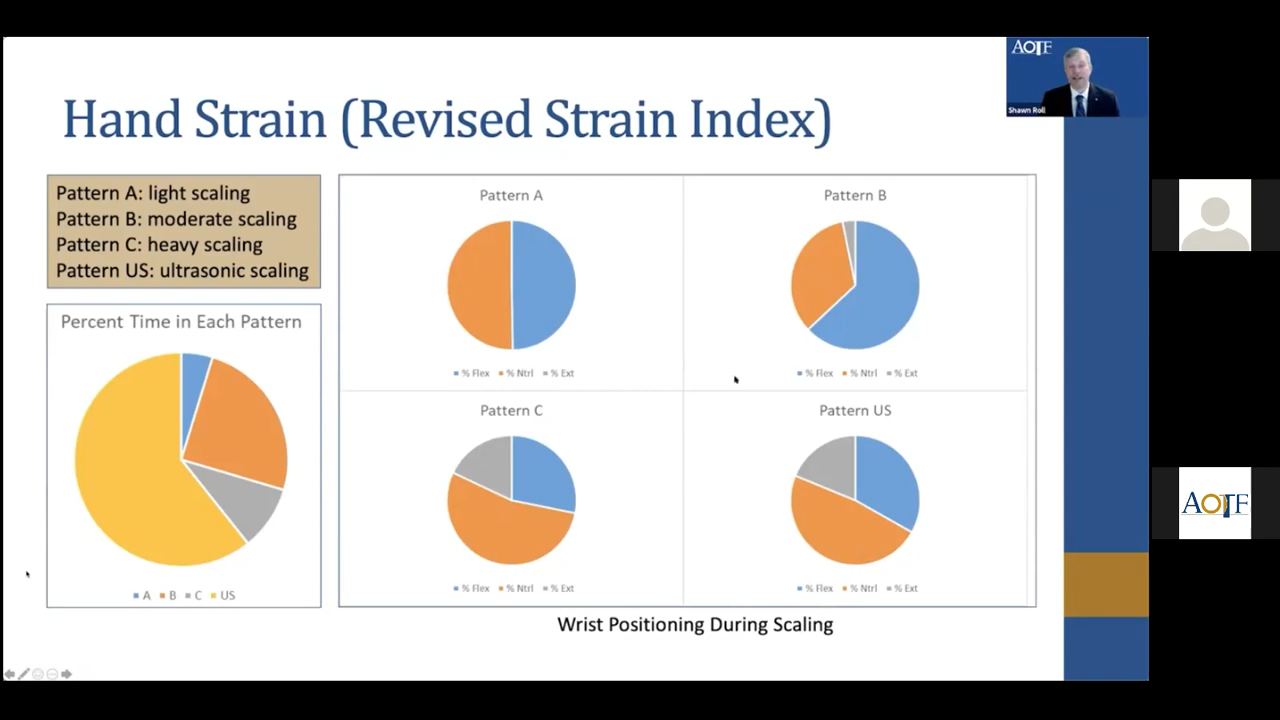 AOTF
Shawn Roll
Hand Strain (Revised Strain Index)
Pattern A: light scaling
Pattern B: moderate scaling
Pattern C: heavy scaling
Pattern US: ultrasonic scaling
Percent Time in Each Pattern
A B C US
Pattern A
% Flex % Ntrl % Ext
Pattern B
% Flex % Ntrl % Ext
Pattern C
% Flex % Ntrl % Ext
Pattern US
% Flex % Ntrl % Ext
Wrist Positioning During Scaling
AOTF